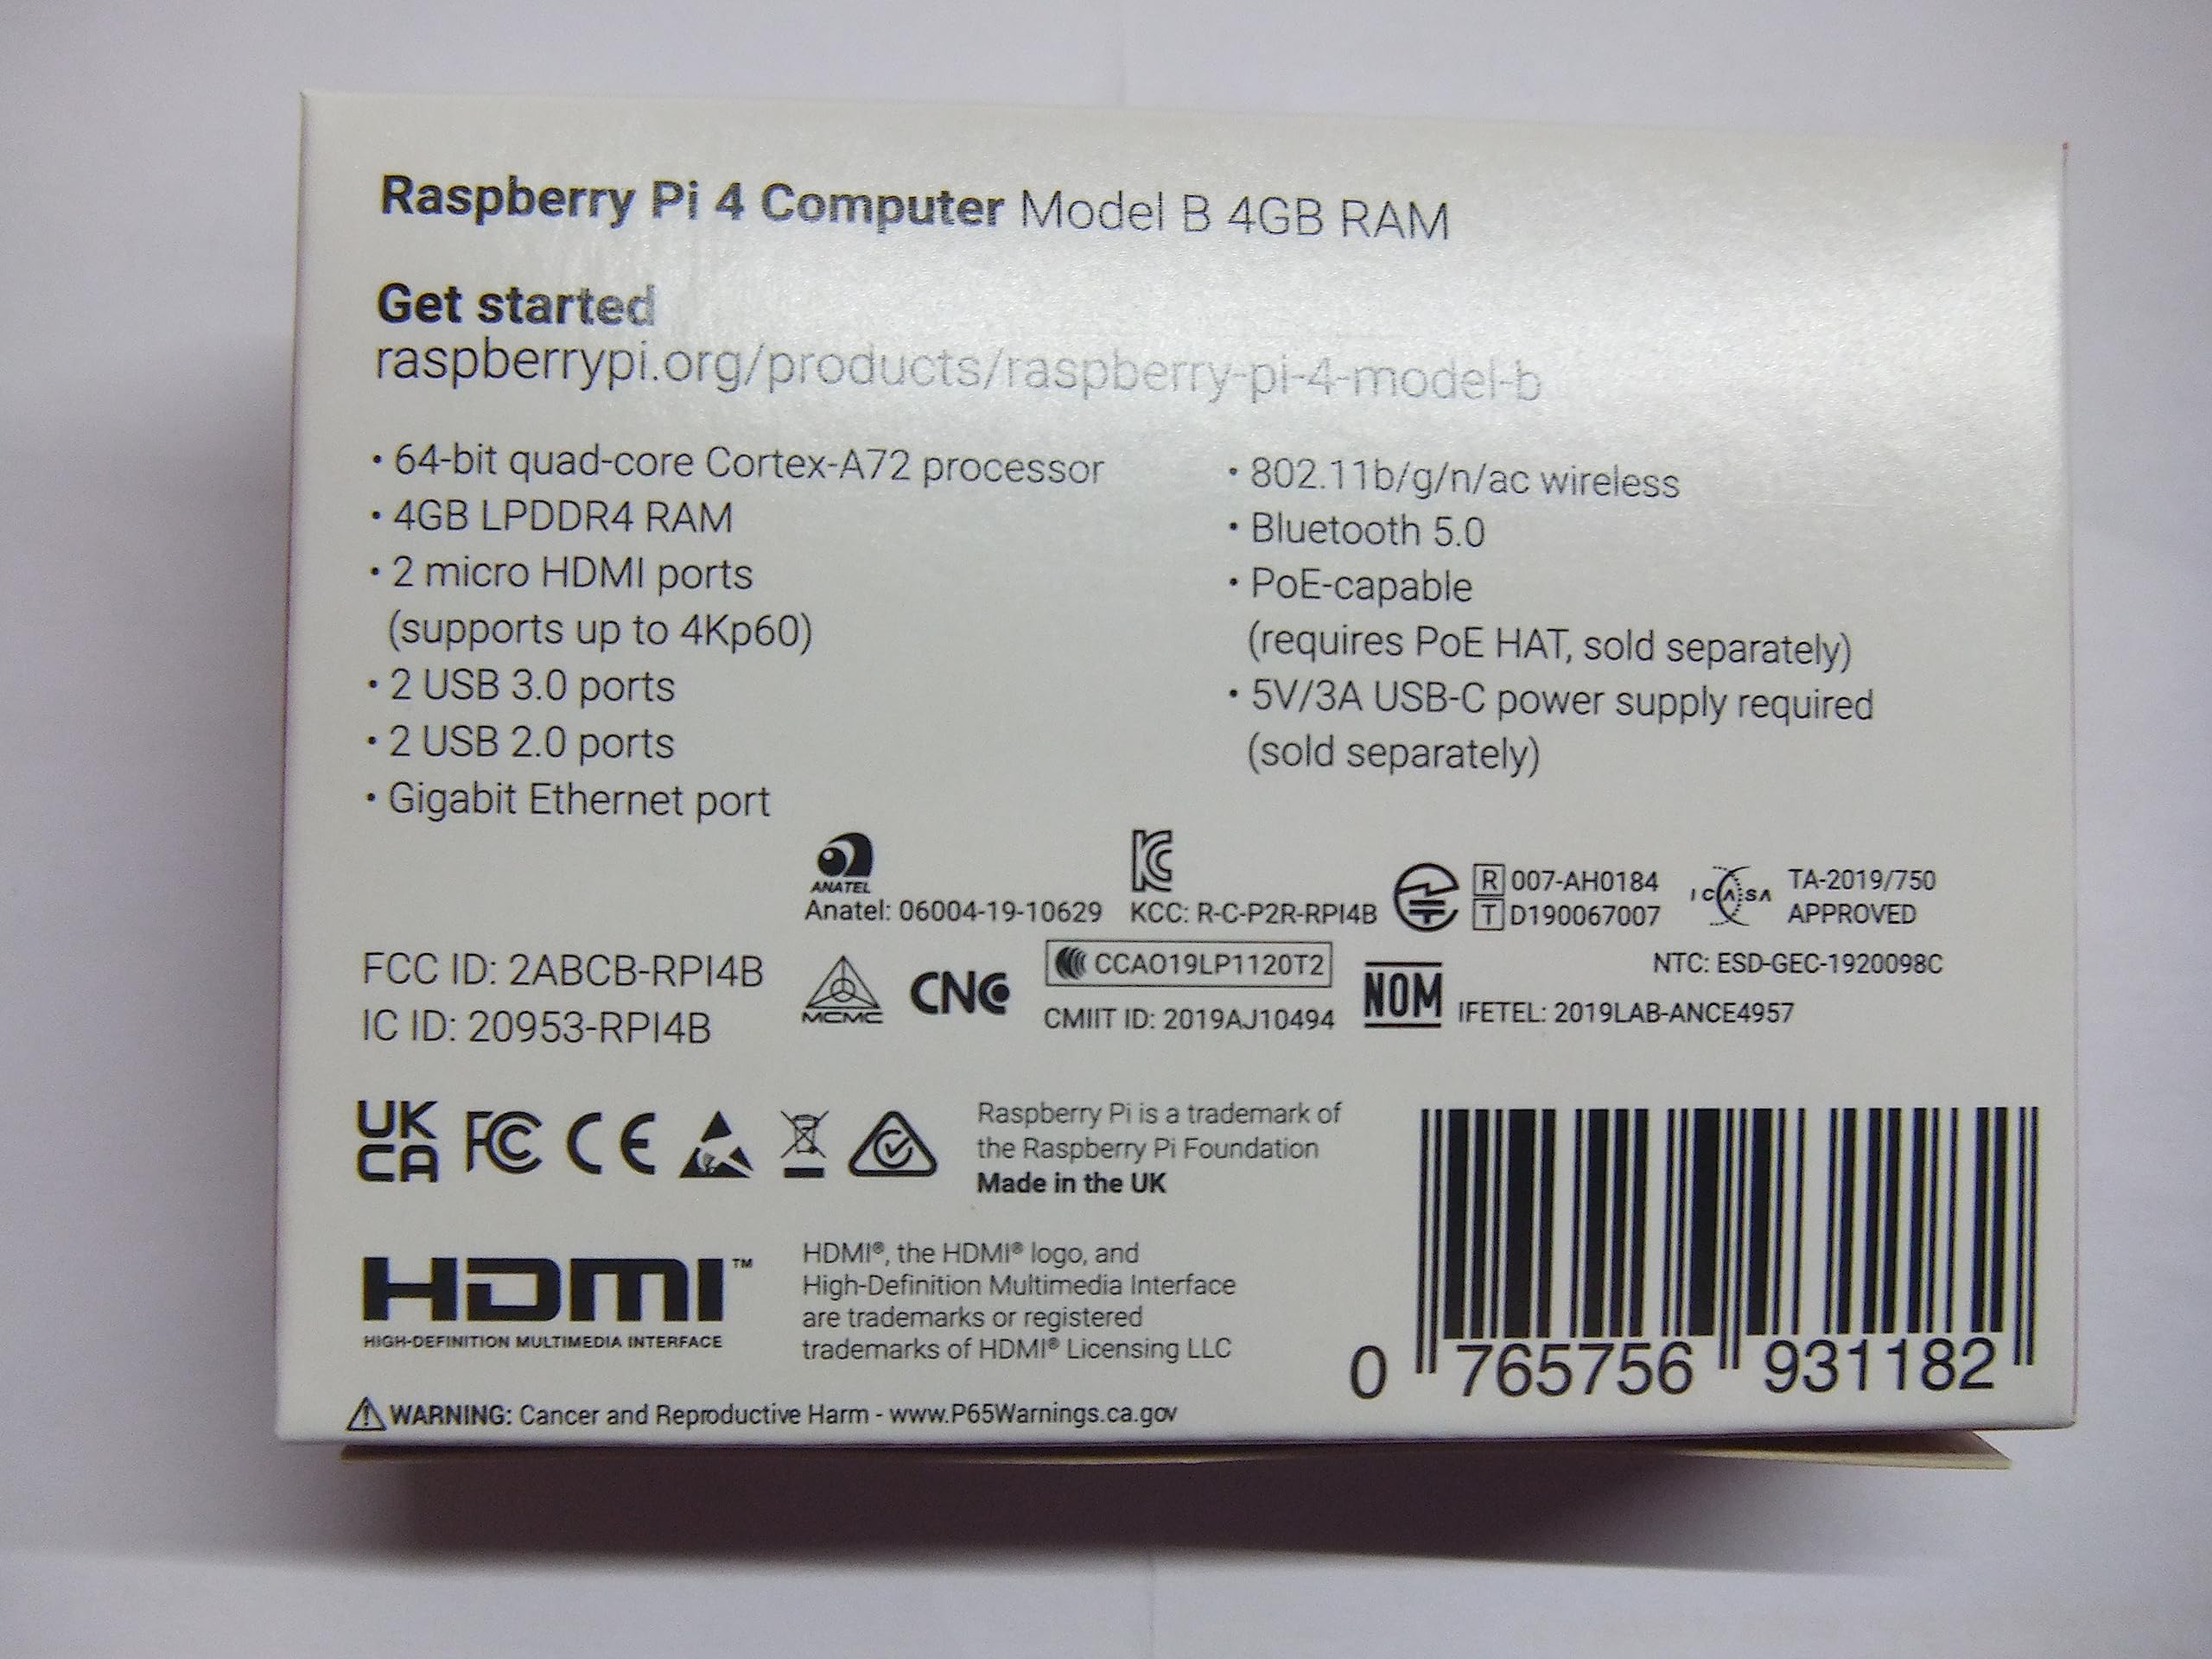 Raspberry Pi 4 Computer Model B 4GB RAM
Get started
raspberrypi.org/products/raspberry-pi-4-model-b
• 64-bit quad-core Cortex-A72 processor
• 4GB LPDDR4 RAM
• 2 micro HDMI ports
(supports up to 4Kp60)
• 2 USB 3.0 ports
• 2 USB 2.0 ports
• Gigabit Ethernet port
• 802.11b/g/n/ac wireless
• Bluetooth 5.0
• PoE-capable
(requires PoE HAT, sold separately)
• 5V/3A USB-C power supply required
(sold separately)
ANATEL
Anatel: 06004-19-10629
KC
KCC: R-C-P2R-RPI4B
R 007-AH0184
T D190067007
ICASA
TA-2019/750
APPROVED
FCC ID: 2ABCB-RPI4B
IC ID: 20953-RPI4B
MCMC
CNC
CCAO19LP1120T2
CMIIT ID: 2019AJ10494
NOM
NTC: ESD-GEC-1920098C
IFETEL: 2019LAB-ANCE4957
UK
CA
FC
CE
Raspberry Pi is a trademark of
the Raspberry Pi Foundation
Made in the UK
HDMI™
HIGH-DEFINITION MULTIMEDIA INTERFACE
HDMI®, the HDMI® logo, and
High-Definition Multimedia Interface
are trademarks or registered
trademarks of HDMI® Licensing LLC
0 765756 931182
WARNING: Cancer and Reproductive Harm - www.P65Warnings.ca.gov